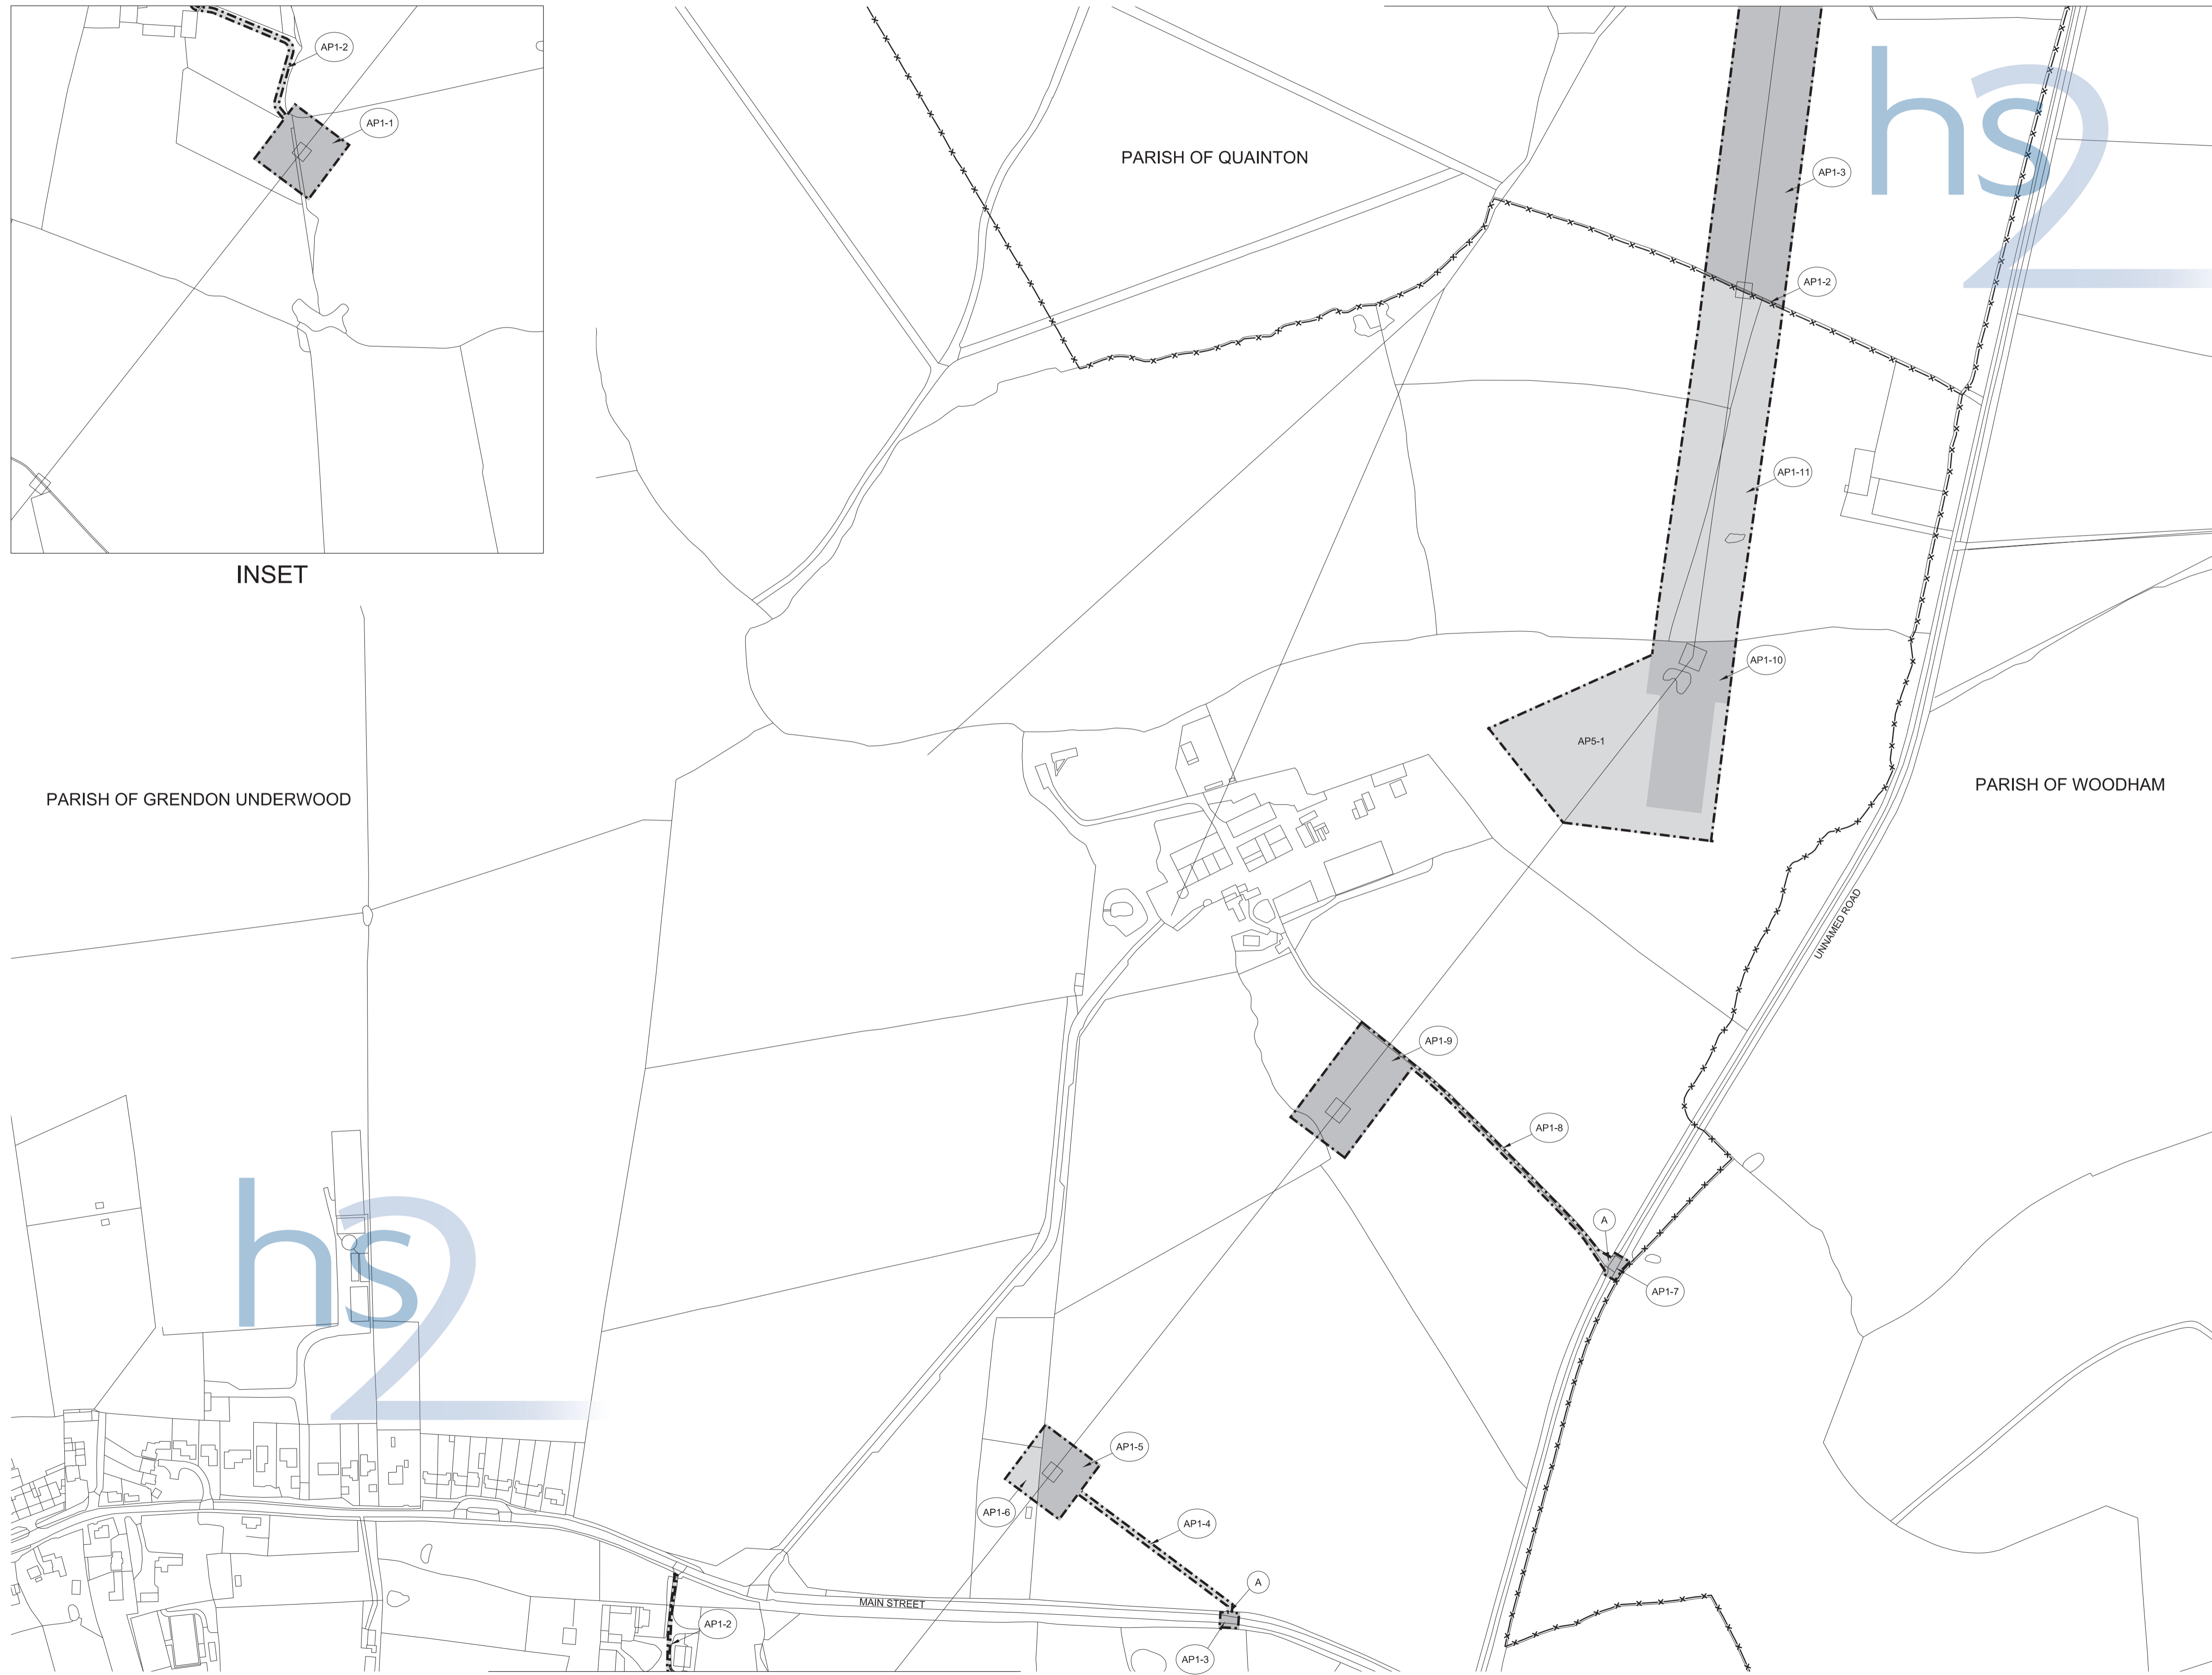 AP1-2
AP1-1
INSET
PARISH OF QUAINTON
hs2
AP1-3
AP1-2
AP1-11
AP1-10
AP5-1
PARISH OF GRENDON UNDERWOOD
PARISH OF WOODHAM
UNNAMED ROAD
AP1-9
AP1-8
A
AP1-7
hs2
AP1-5
AP1-6
AP1-4
A
MAIN STREET
AP1-2
AP1-3